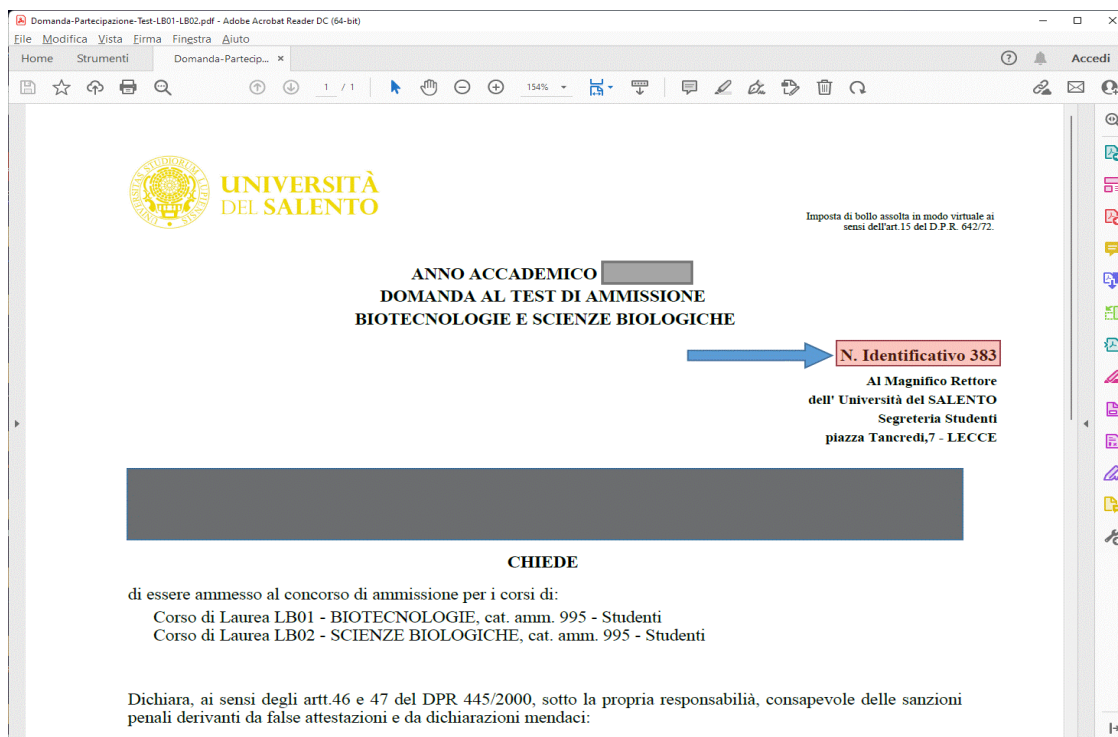 Domanda-Partecipazione-Test-LB01-LB02.pdf - Adobe Acrobat Reader DC (64-bit)
File Modifica Vista Firma Finestra Aiuto
Home Strumenti Domanda-Partecip... × Accedi
1 / 1 154%
UNIVERSITÀ
DEL SALENTO
Imposta di bollo assolta in modo virtuale ai
sensi dell'art.15 del D.P.R. 642/72.
ANNO ACCADEMICO
DOMANDA AL TEST DI AMMISSIONE
BIOTECNOLOGIE E SCIENZE BIOLOGICHE
N. Identificativo 383
Al Magnifico Rettore
dell' Università del SALENTO
Segreteria Studenti
piazza Tancredi,7 - LECCE
CHIEDE
di essere ammesso al concorso di ammissione per i corsi di:
Corso di Laurea LB01 - BIOTECNOLOGIE, cat. amm. 995 - Studenti
Corso di Laurea LB02 - SCIENZE BIOLOGICHE, cat. amm. 995 - Studenti
Dichiara, ai sensi degli artt.46 e 47 del DPR 445/2000, sotto la propria responsabilià, consapevole delle sanzioni
penali derivanti da false attestazioni e da dichiarazioni mendaci: